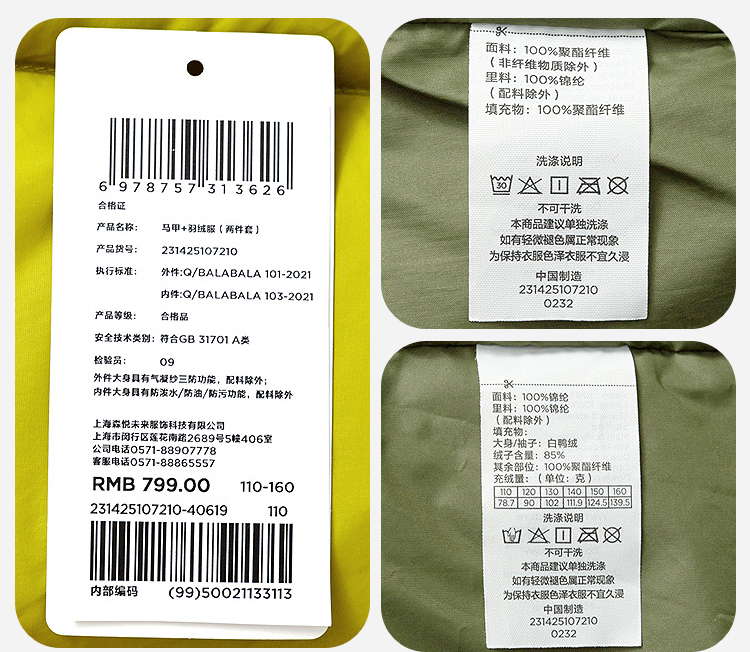 6 978757 313626
合格证
产品名称: 马甲+羽绒服(两件套)
产品货号: 231425107210
执行标准: 外件:Q/BALABALA 101-2021
内件:Q/BALABALA 103-2021
产品等级: 合格品
安全技术类别: 符合GB 31701 A类
检验员: 09
外件大身具有气凝纱三防功能，配料除外;
内件大身具有防泼水/防油/防污功能，配料除外
上海森悦未来服饰科技有限公司
上海市闵行区莲花南路2689号5幢406室
公司电话0571-88907778
客服电话0571-88865557
RMB 799.00 110-160
231425107210-40619 110
内部编码 (99)50021133113
面料: 100%聚酯纤维
(非纤维物质除外)
里料: 100%锦纶
(配料除外)
填充物: 100%聚酯纤维
洗涤说明
30
不可干洗
本商品建议单独洗涤
如有轻微褪色属正常现象
为保持衣服色泽衣服不宜久浸
中国制造
231425107210
0232
面料: 100%锦纶
里料: 100%锦纶
(配料除外)
填充物:
大身/袖子: 白鸭绒
绒子含量: 85%
其余部位: 100%聚酯纤维
充绒量: (单位: 克)
110 120 130 140 150 160
78.7 90 102 111.9 124.5 139.5
洗涤说明
不可干洗
本商品建议单独洗涤
如有轻微褪色属正常现象
为保持衣服色泽衣服不宜久浸
中国制造
231425107210
0232